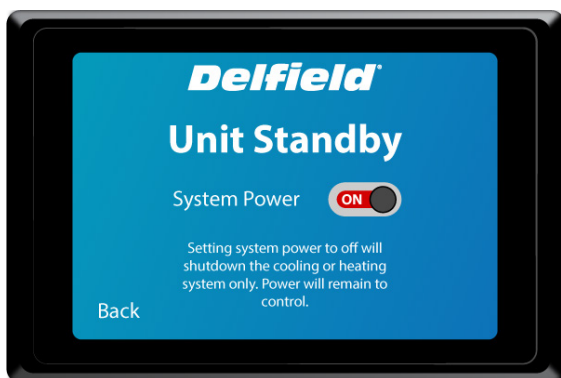 Delfield®
Unit Standby
System Power ON
Setting system power to off will
shutdown the cooling or heating
system only. Power will remain to
control.
Back